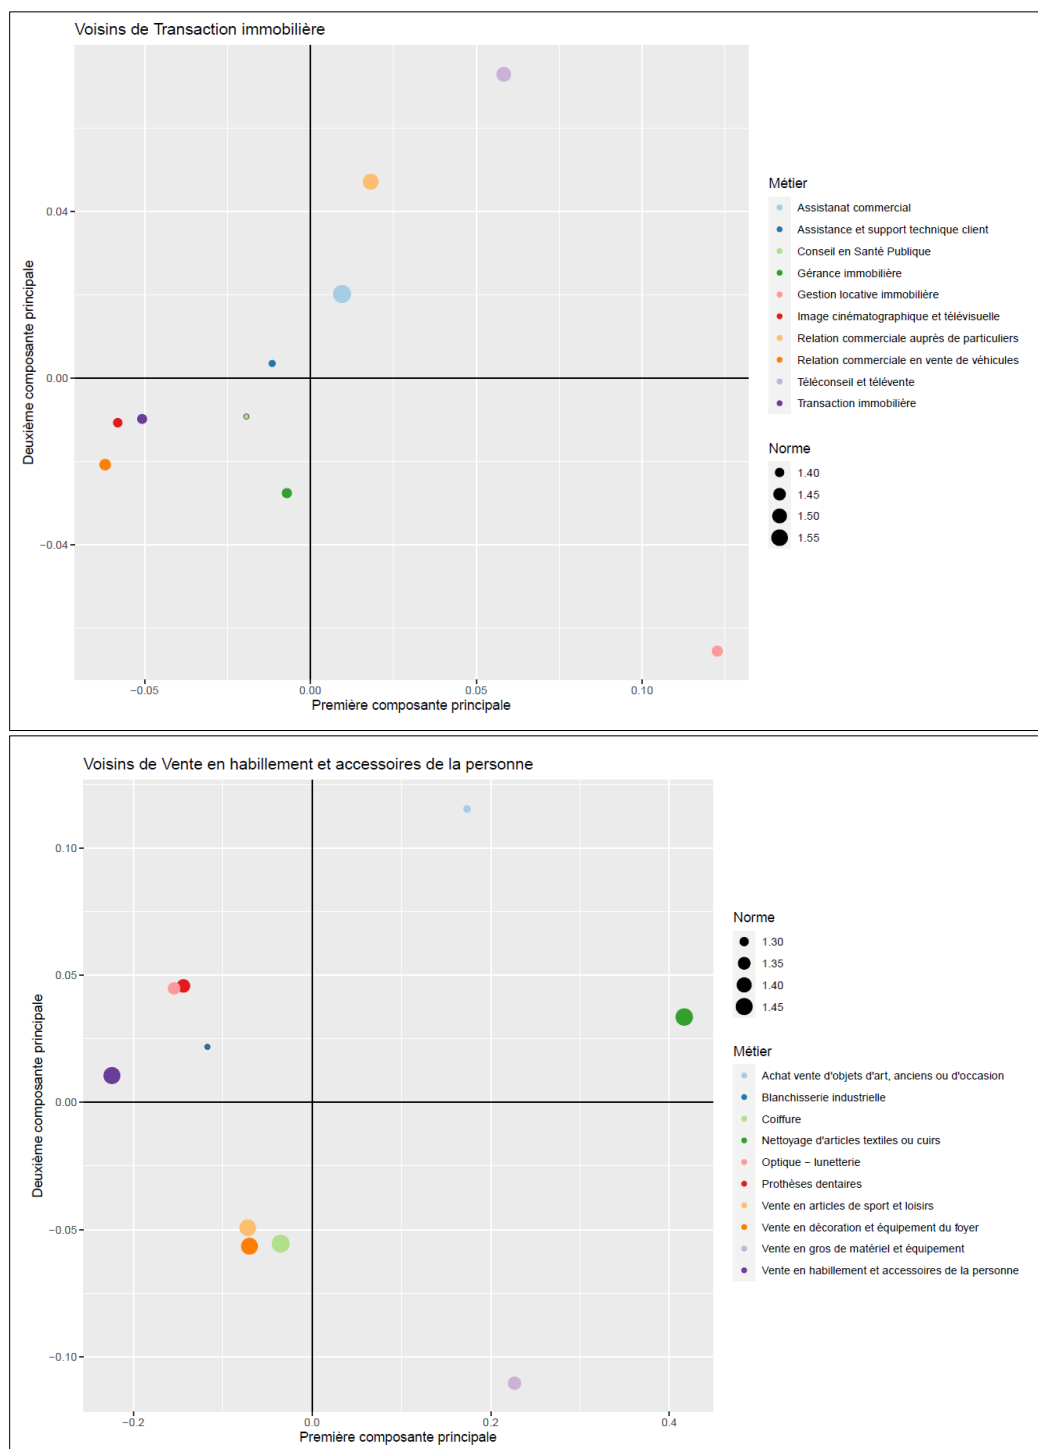 Voisins de Transaction immobilière
0.04
0.00
−0.04
Deuxième composante principale
−0.05
0.00
0.05
0.10
Première composante principale
Métier
Assistanat commercial
Assistance et support technique client
Conseil en Santé Publique
Gérance immobilière
Gestion locative immobilière
Image cinématographique et télévisuelle
Relation commerciale auprès de particuliers
Relation commerciale en vente de véhicules
Téléconseil et télévente
Transaction immobilière
Norme
1.40
1.45
1.50
1.55
Voisins de Vente en habillement et accessoires de la personne
0.10
0.05
0.00
−0.05
−0.10
Deuxième composante principale
−0.2
0.0
0.2
0.4
Première composante principale
Norme
1.30
1.35
1.40
1.45
Métier
Achat vente d'objets d'art, anciens ou d'occasion
Blanchisserie industrielle
Coiffure
Nettoyage d'articles textiles ou cuirs
Optique − lunetterie
Prothèses dentaires
Vente en articles de sport et loisirs
Vente en décoration et équipement du foyer
Vente en gros de matériel et équipement
Vente en habillement et accessoires de la personne